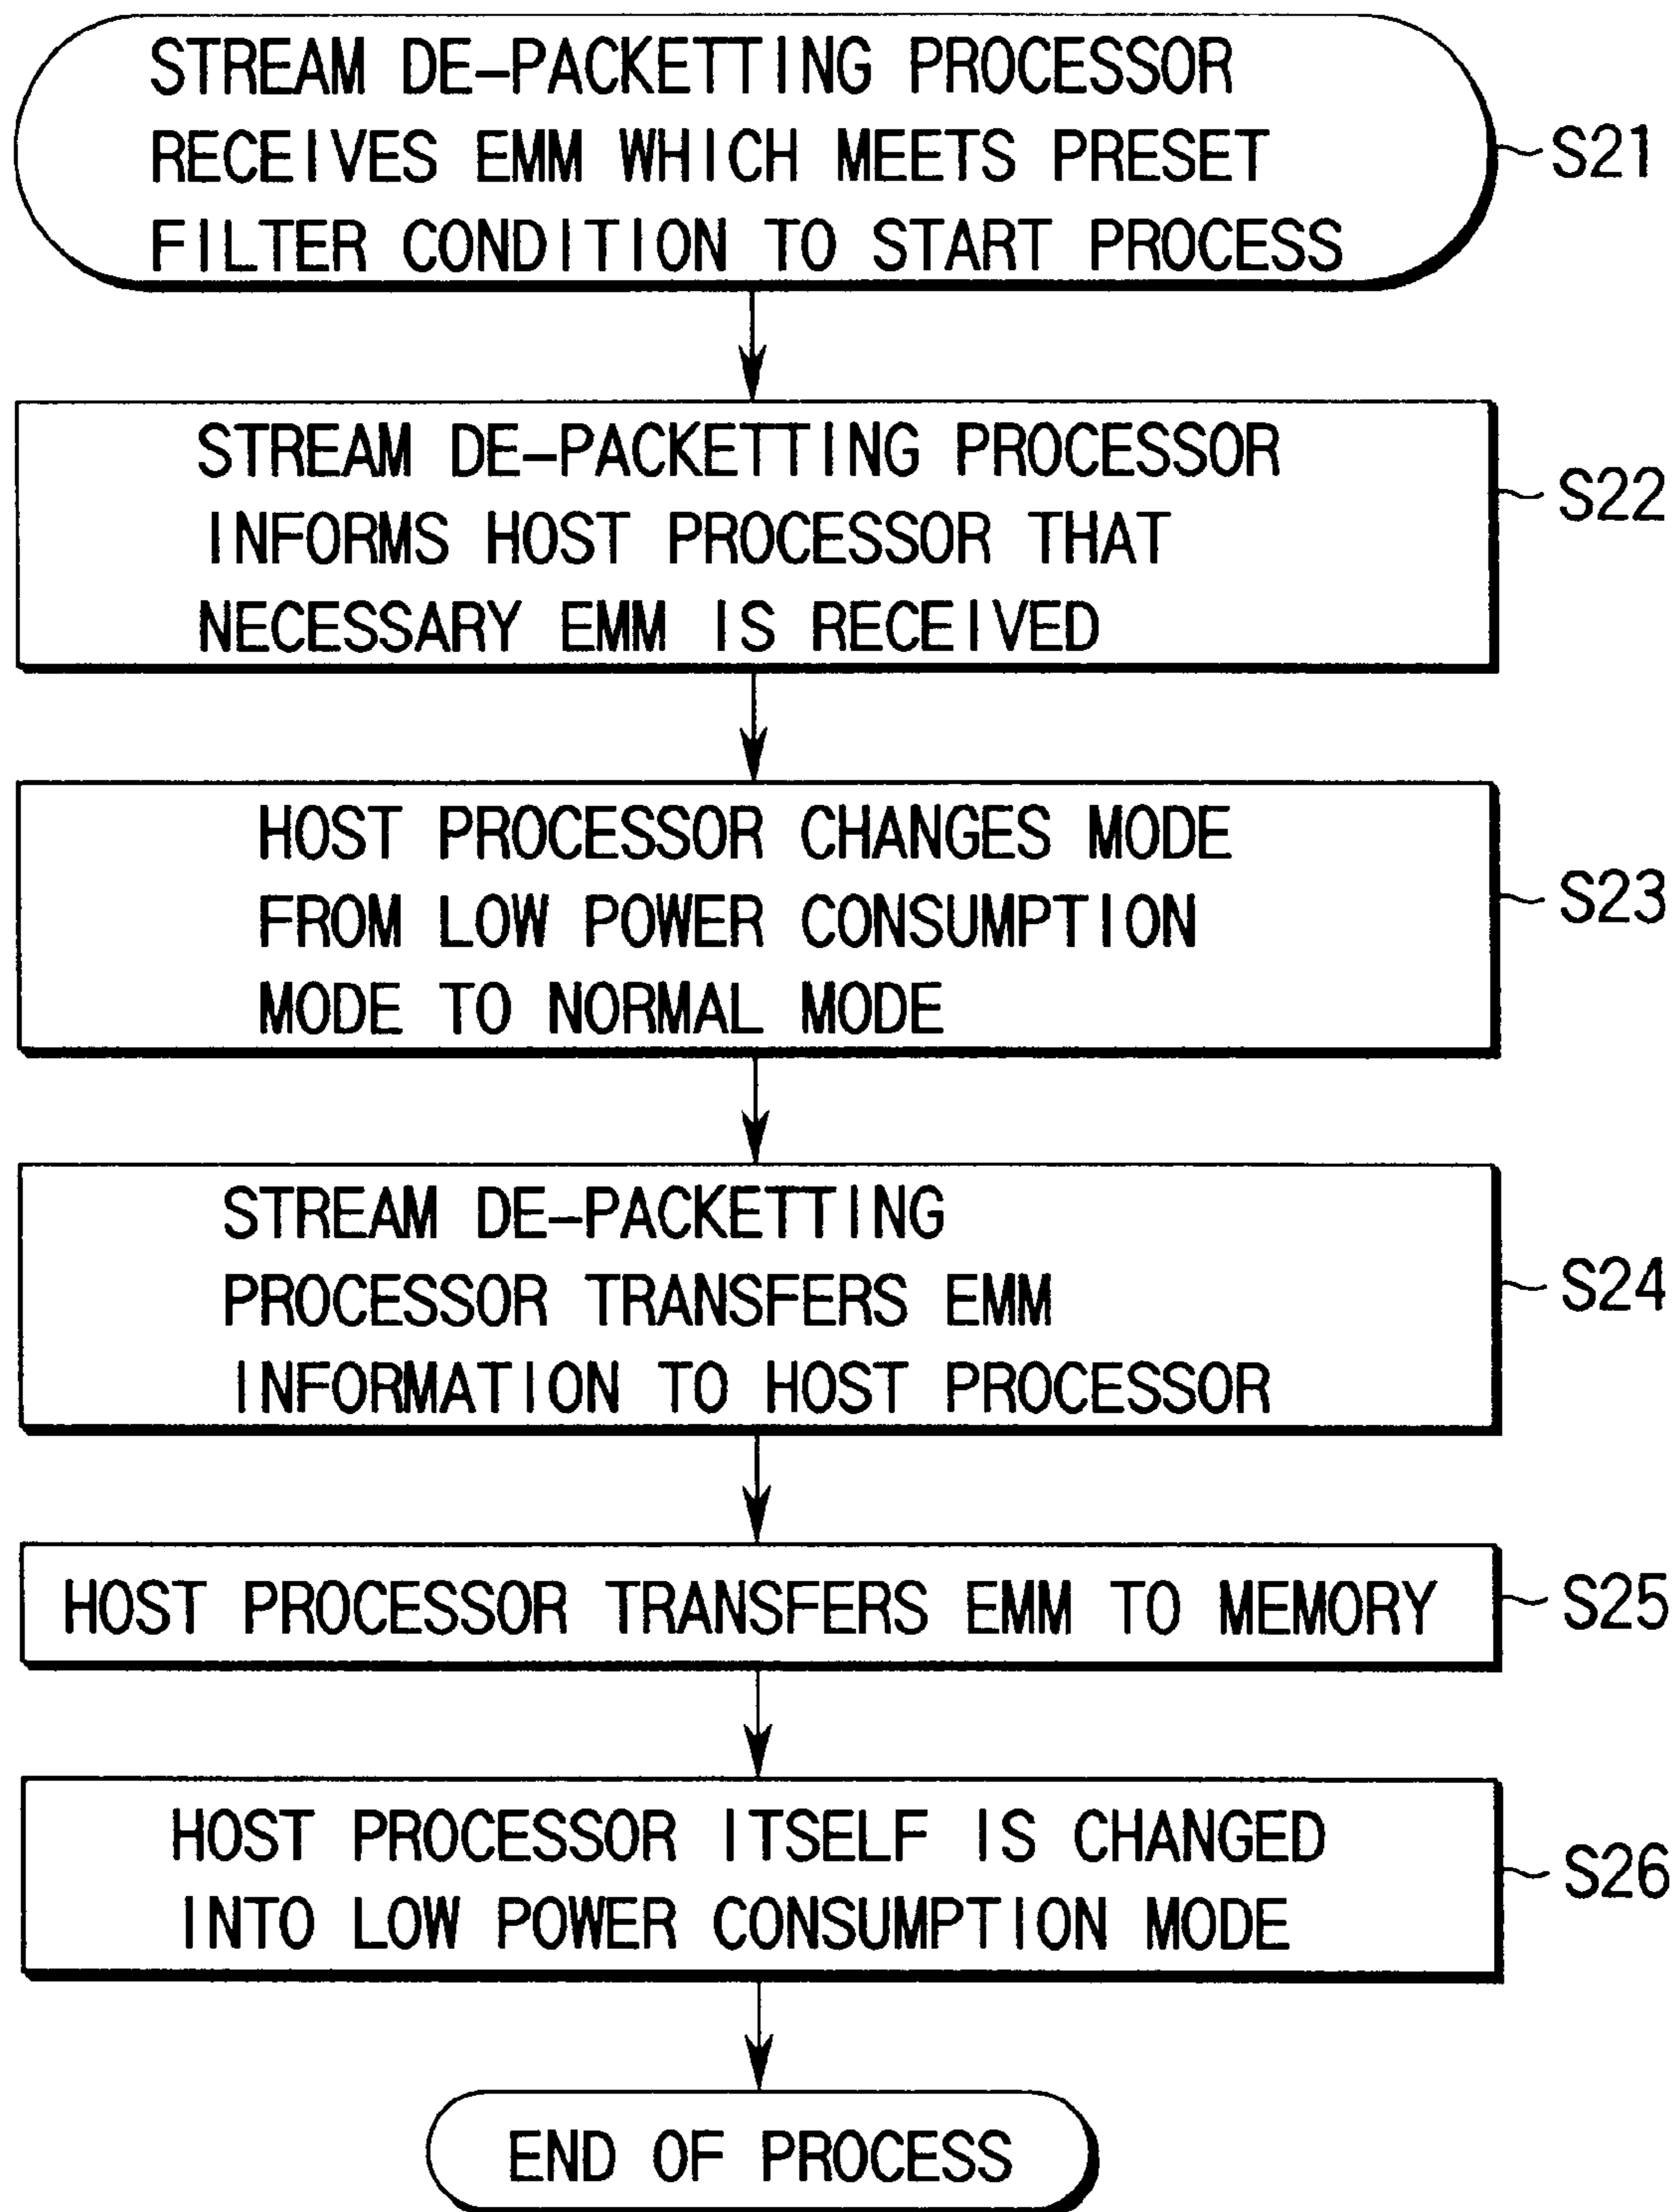 STREAM DE-PACKETTING PROCESSOR
RECEIVES EMM WHICH MEETS PRESET
FILTER CONDITION TO START PROCESS
S21
STREAM DE-PACKETTING PROCESSOR
INFORMS HOST PROCESSOR THAT
NECESSARY EMM IS RECEIVED
S22
HOST PROCESSOR CHANGES MODE
FROM LOW POWER CONSUMPTION
MODE TO NORMAL MODE
S23
STREAM DE-PACKETTING
PROCESSOR TRANSFERS EMM
INFORMATION TO HOST PROCESSOR
S24
HOST PROCESSOR TRANSFERS EMM TO MEMORY
S25
HOST PROCESSOR ITSELF IS CHANGED
INTO LOW POWER CONSUMPTION MODE
S26
END OF PROCESS